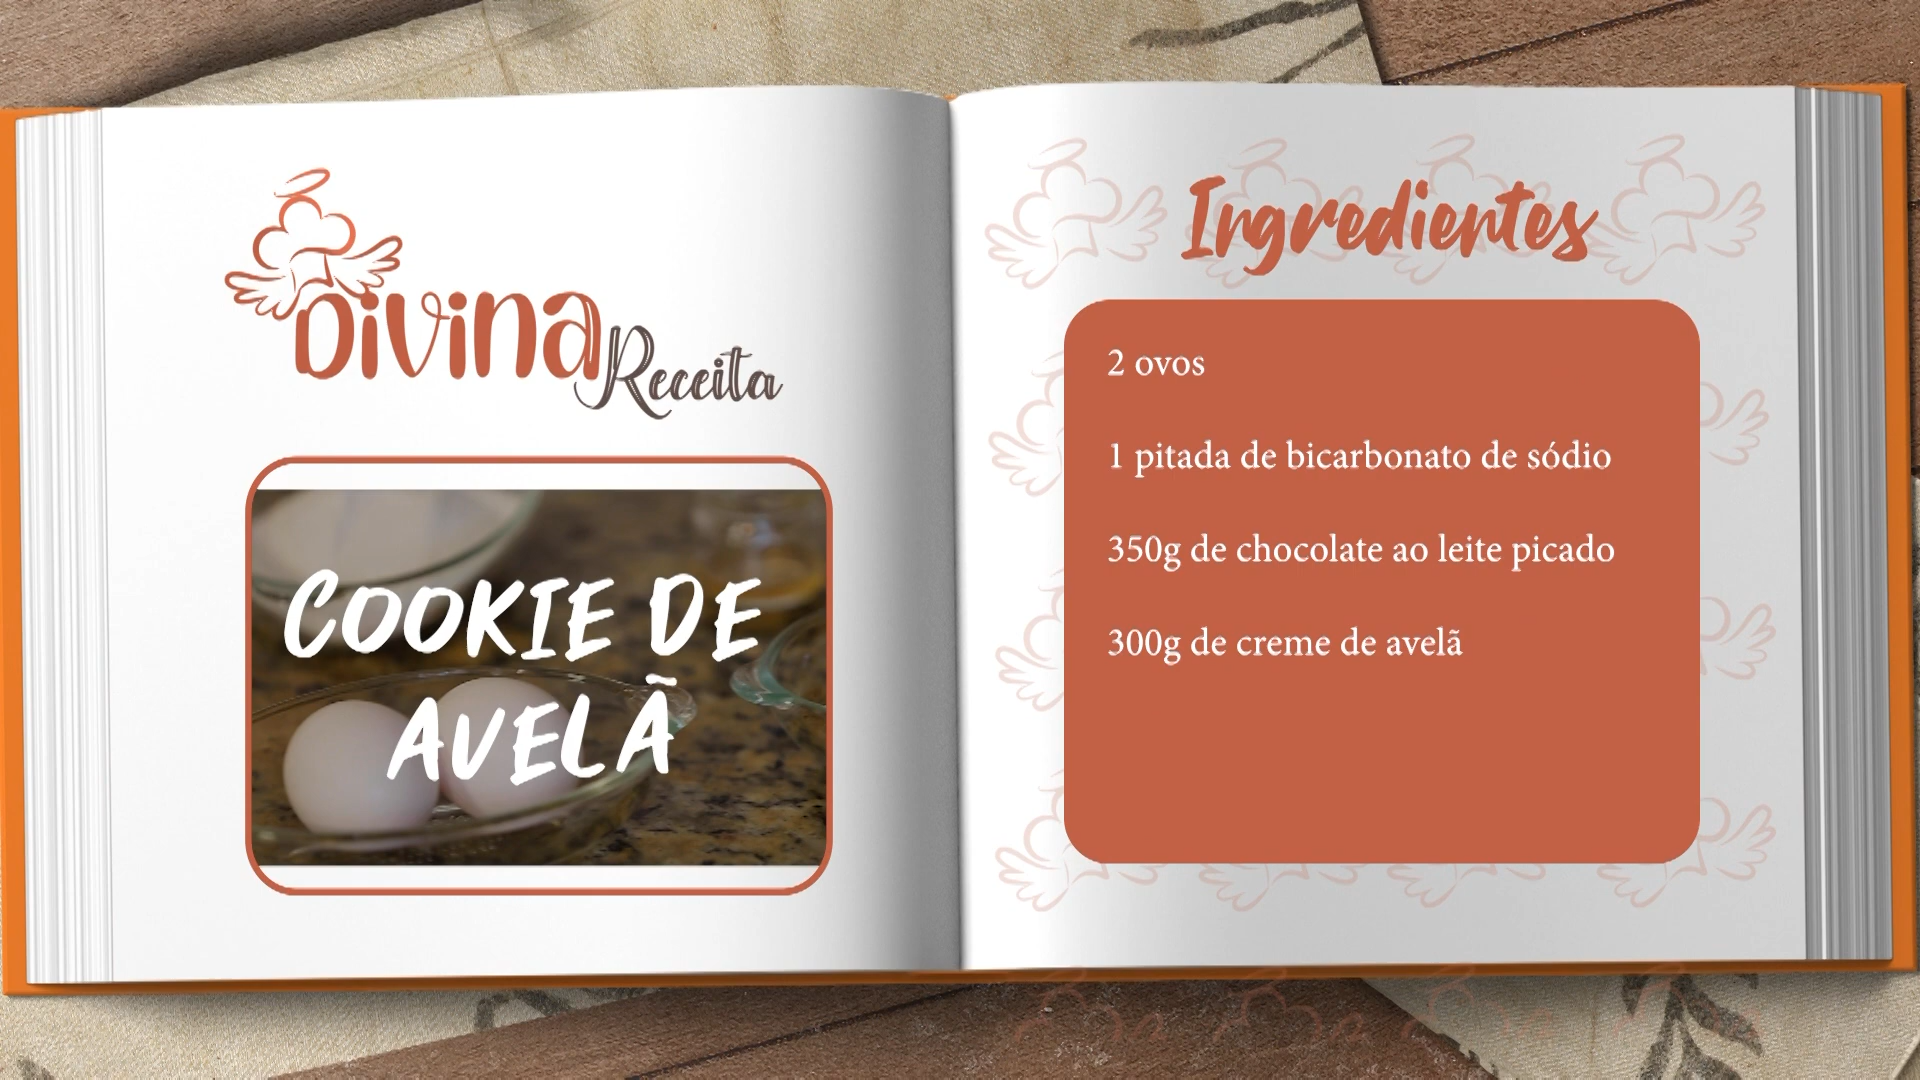 Divina Receita
COOKIE DE
AVELÃ
Ingredientes
2 ovos
1 pitada de bicarbonato de sódio
350g de chocolate ao leite picado
300g de creme de avelã